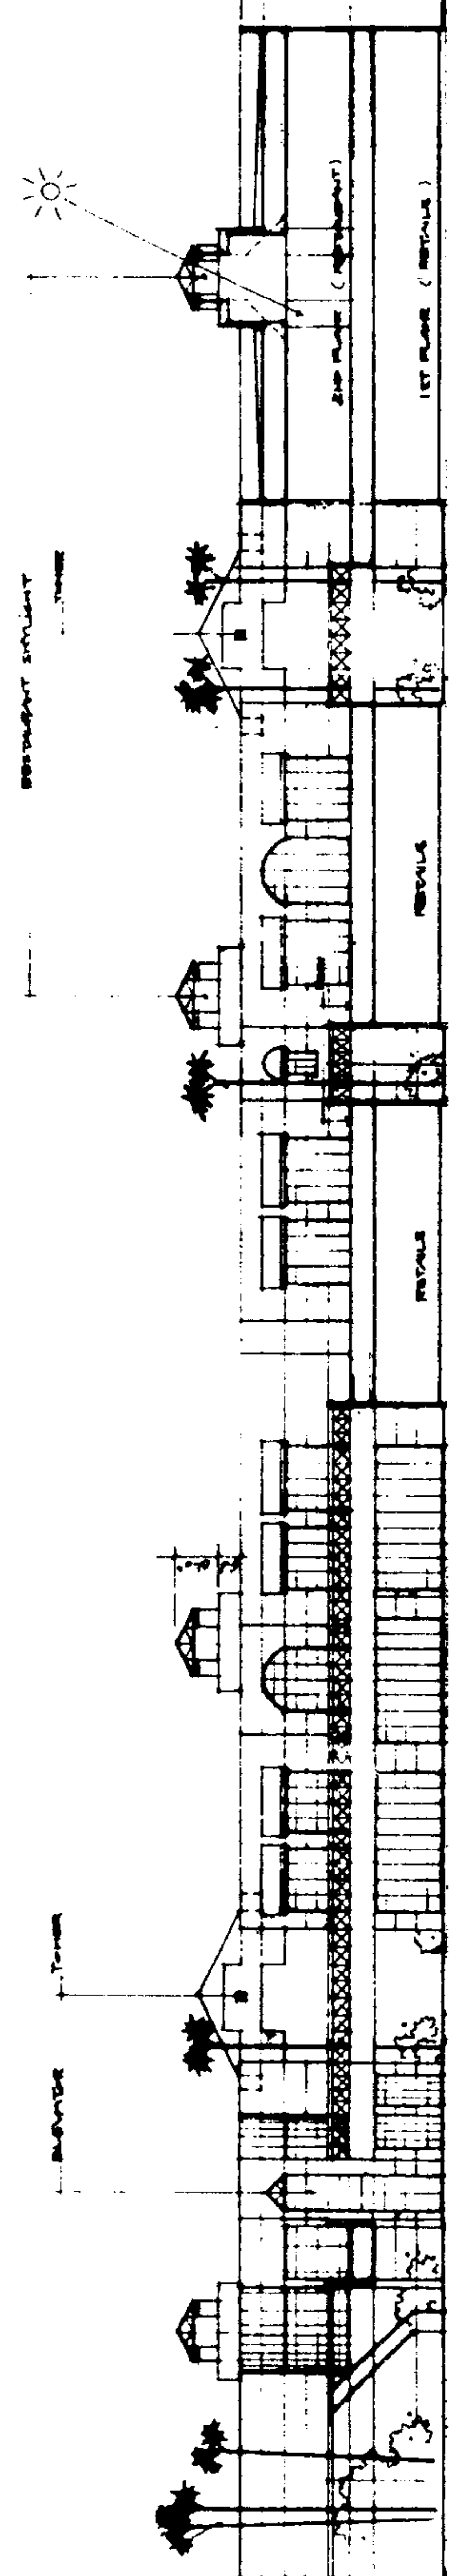 RESTAURANT SKYLIGHT
ELEVATOR
TOWER
TOWER
2ND FLOOR (RESTAURANT)
RETAILS
RETAILS
1ST FLOOR (RETAILS)